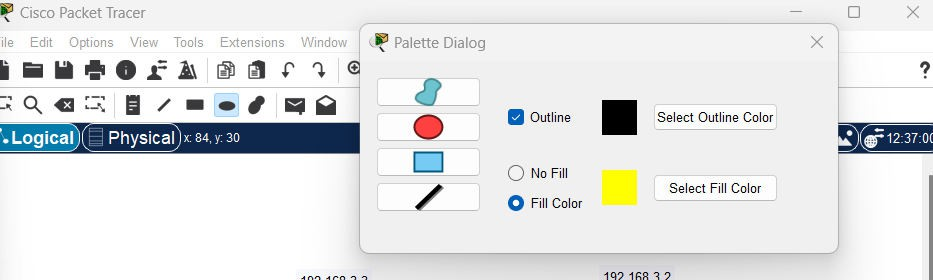 Cisco Packet Tracer
ile Edit Options View Tools Extensions Window
Palette Dialog
?
Logical Physical x: 84, y: 30
12:37:00
Outline
Select Outline Color
No Fill
Fill Color
Select Fill Color
192.168.3.3
192.168.3.2